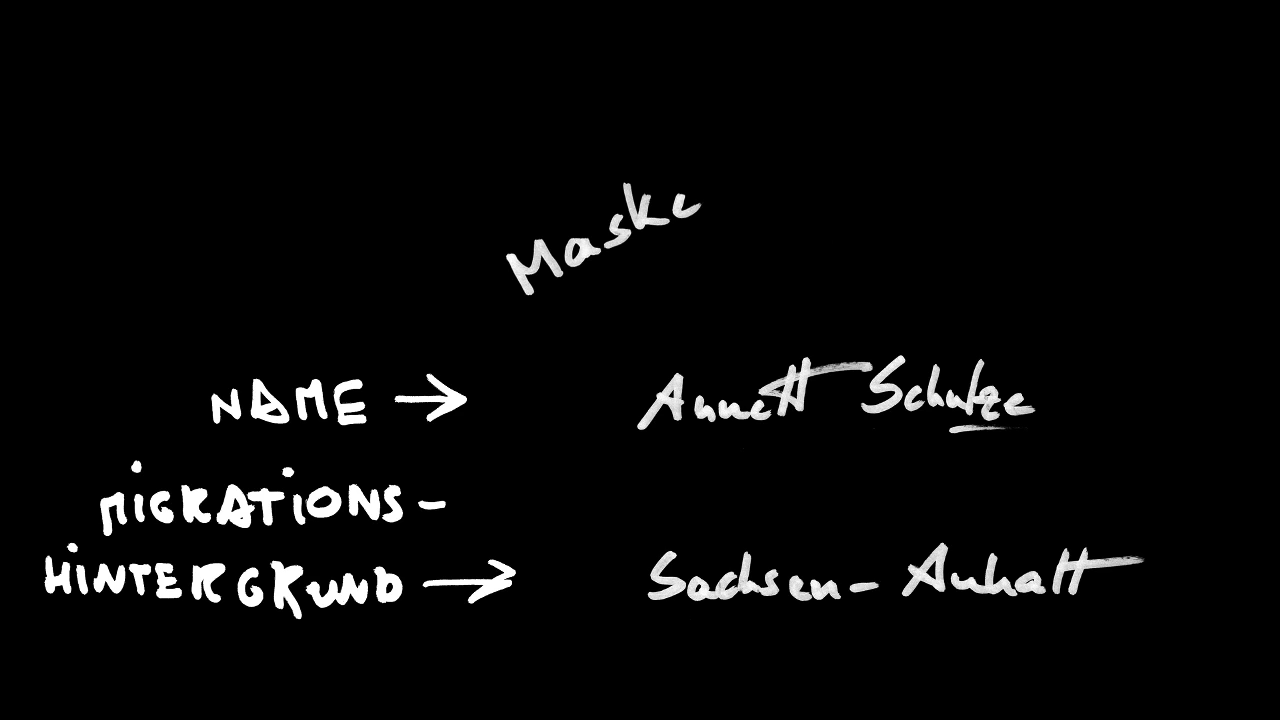 Maske
NAME → Annett Schulze
MIGRATIONS-
HINTERGRUND → Sachsen-Anhalt